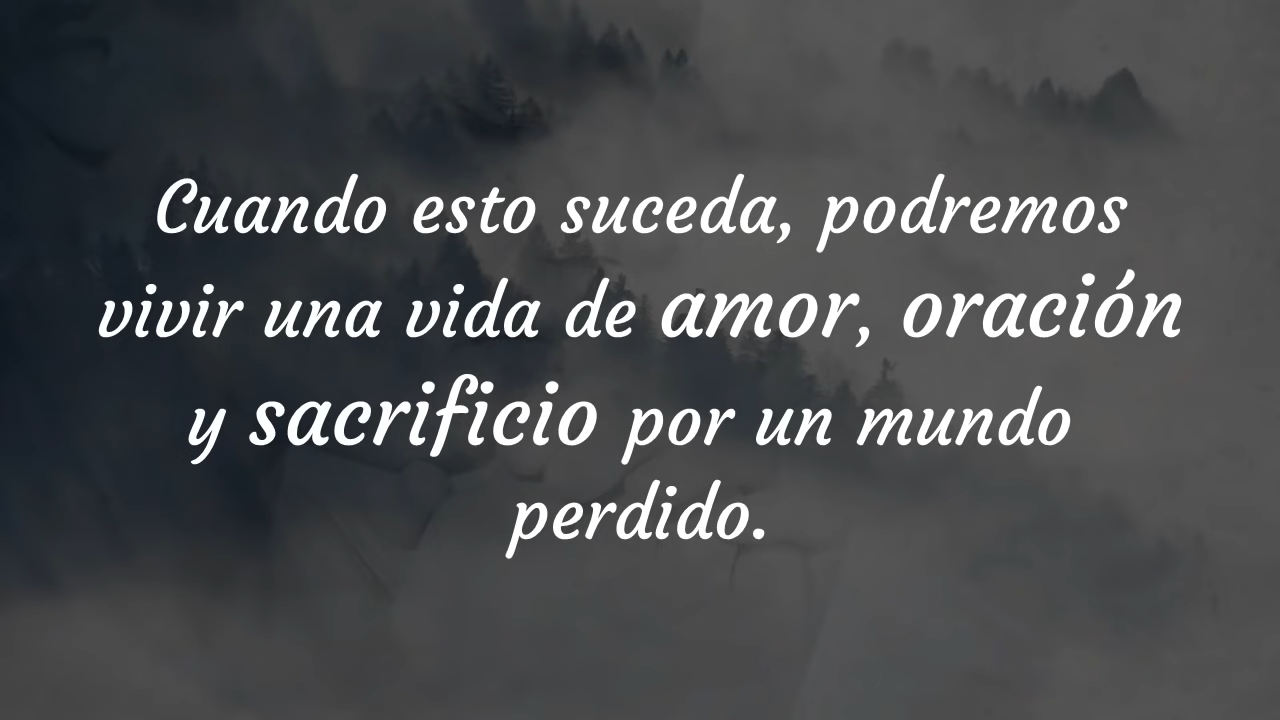 Cuando esto suceda, podremos
vivir una vida de amor, oración
y sacrificio por un mundo
perdido.